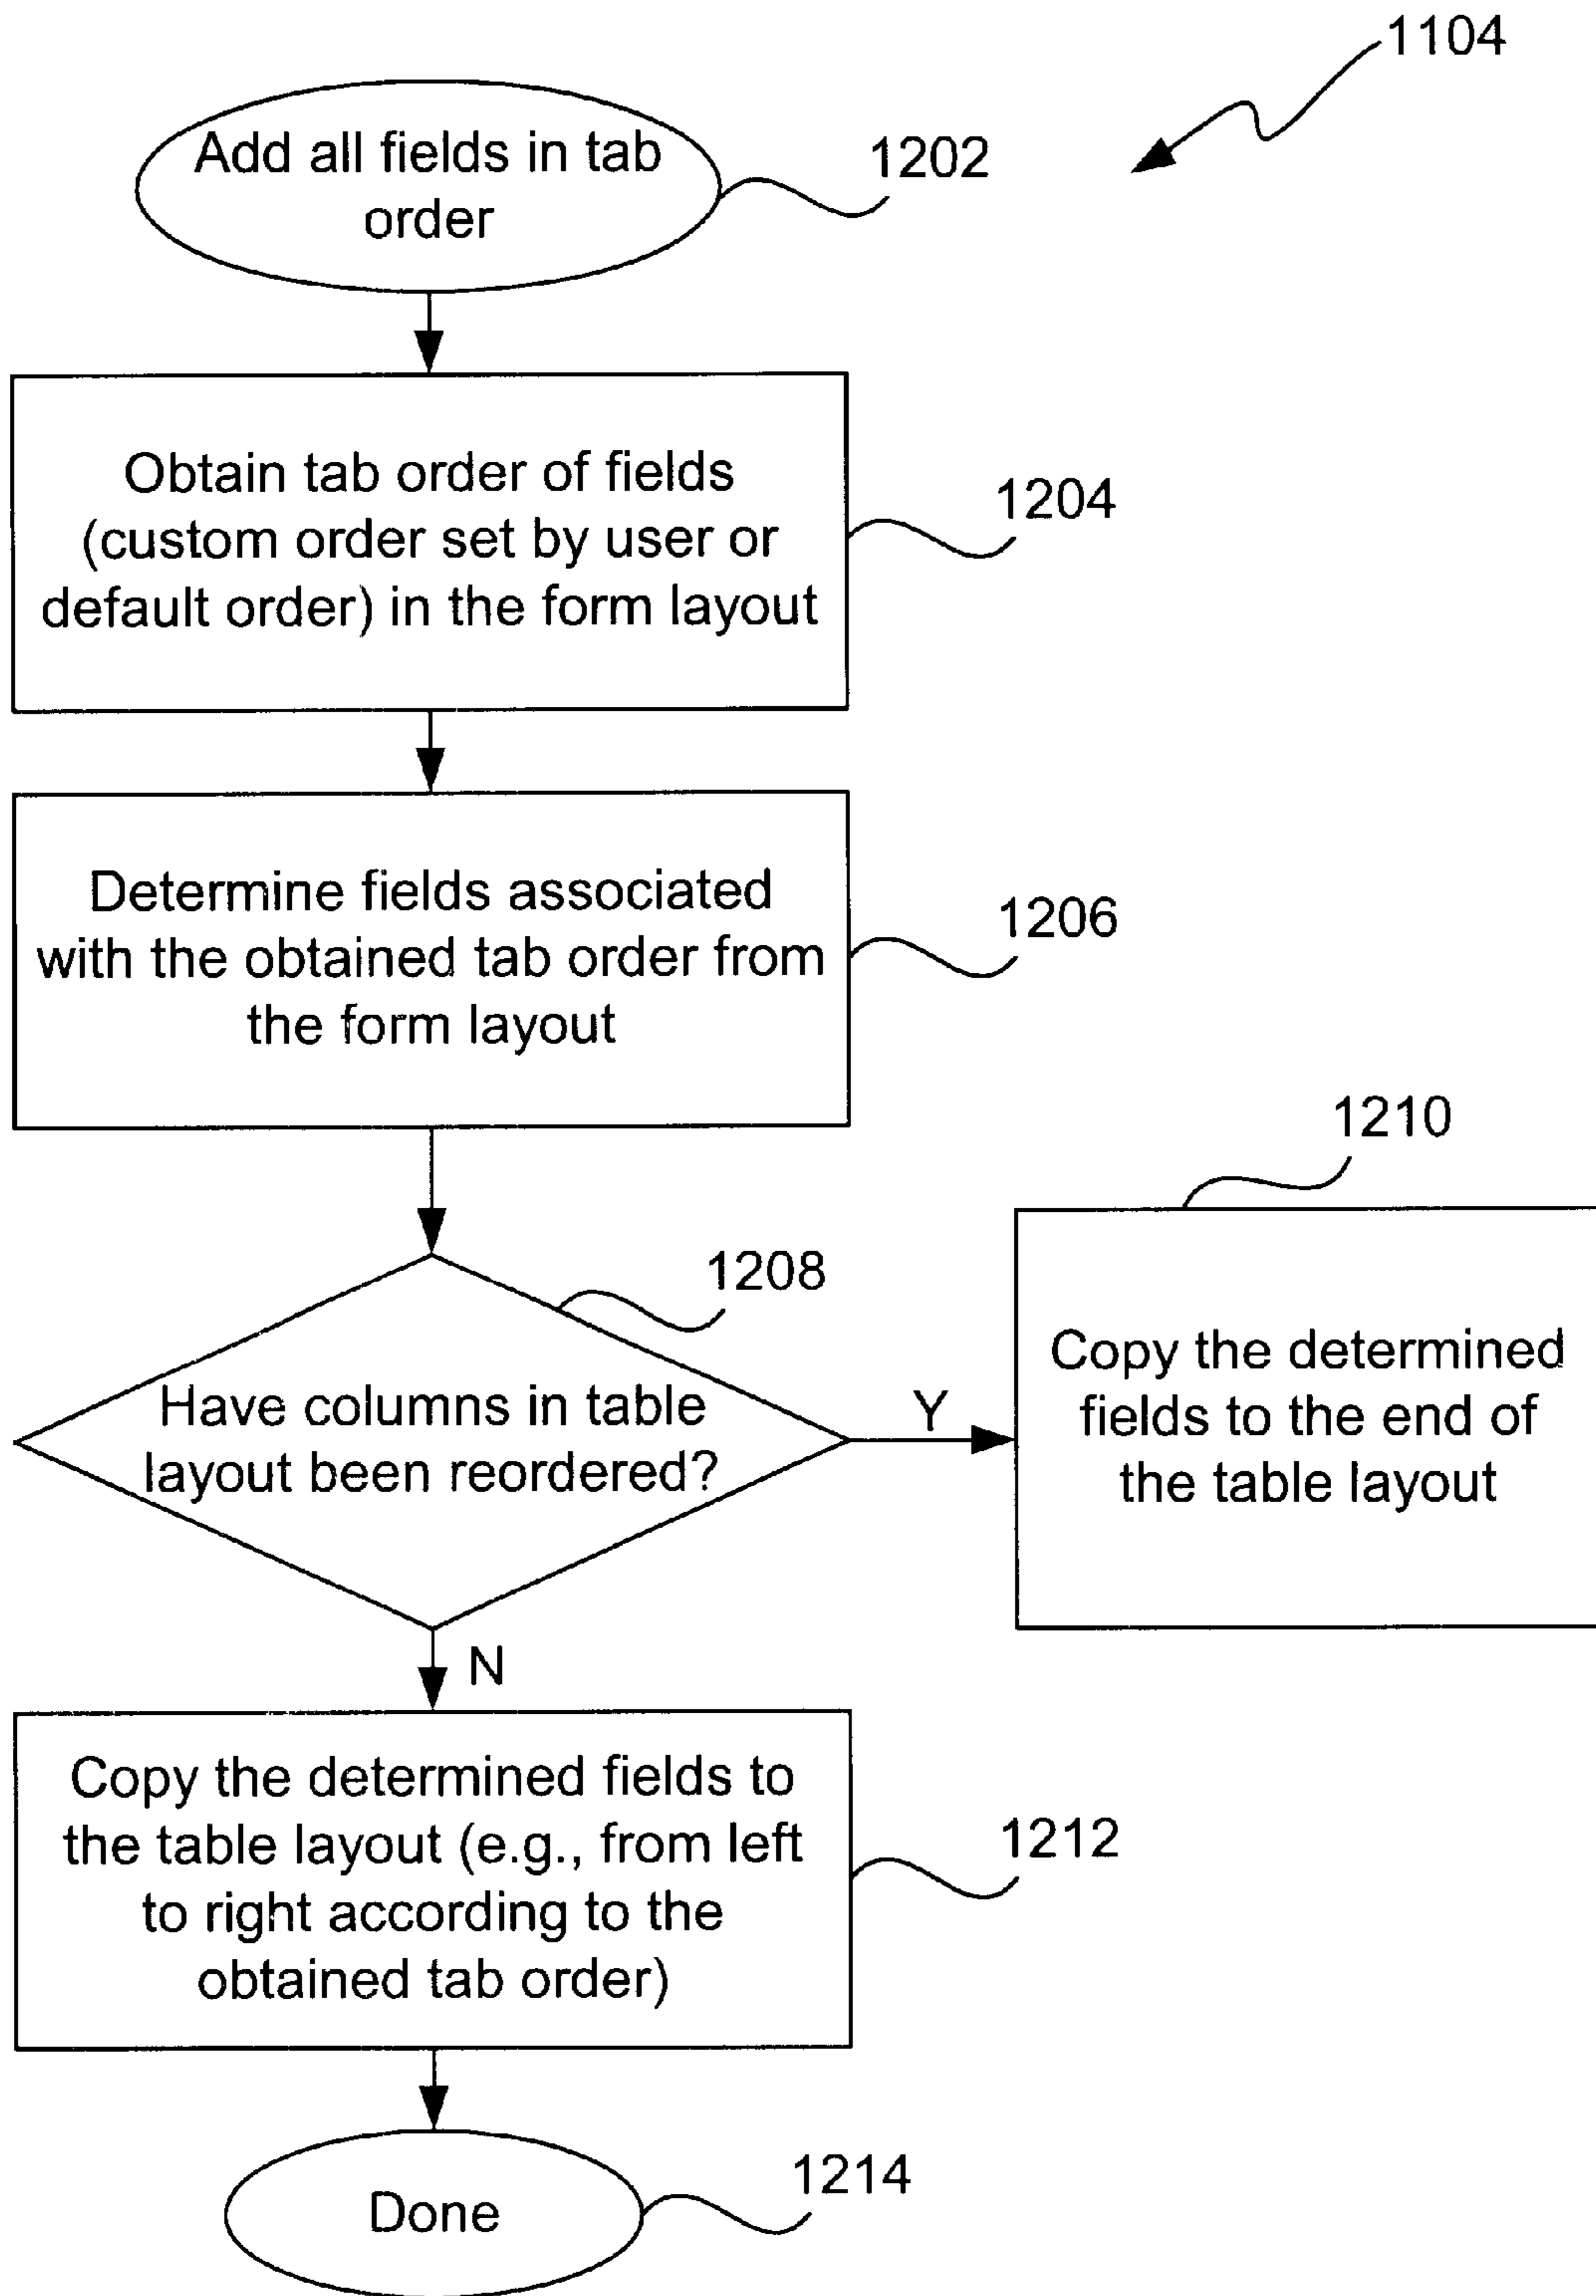 1104
Add all fields in tab
order
1202
Obtain tab order of fields
(custom order set by user or
default order) in the form layout
1204
Determine fields associated
with the obtained tab order from
the form layout
1206
Have columns in table
layout been reordered?
1208
Y
1210
Copy the determined
fields to the end of
the table layout
N
Copy the determined fields to
the table layout (e.g., from left
to right according to the
obtained tab order)
1212
Done
1214